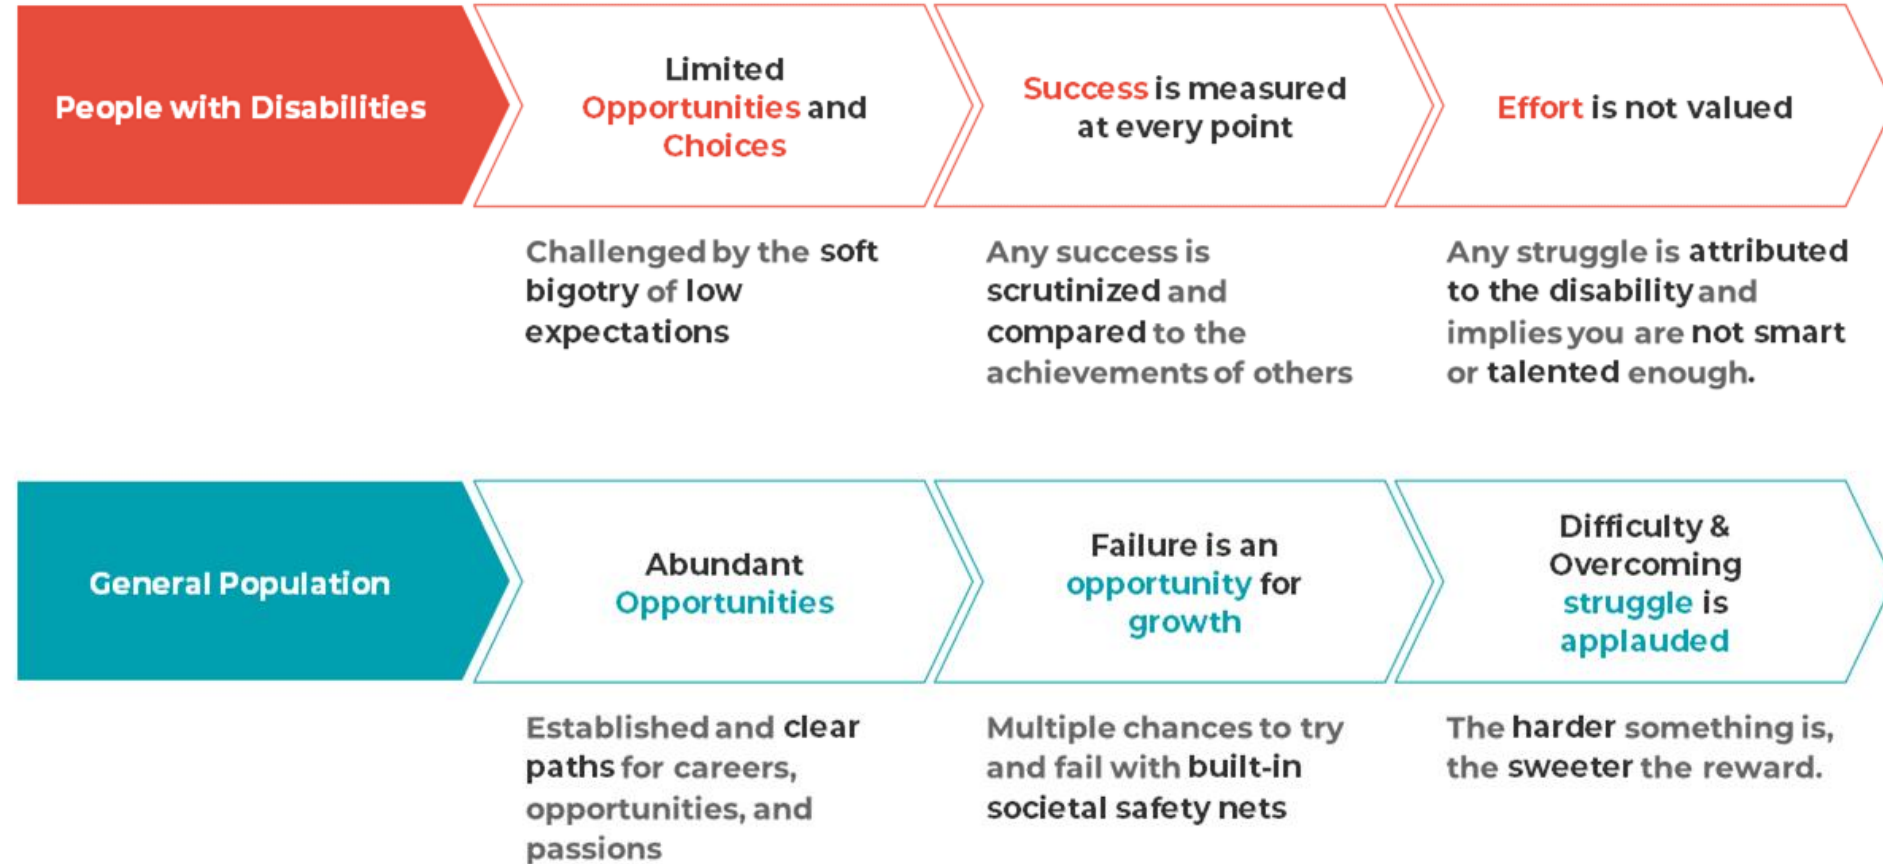 People with Disabilities
Limited
Opportunities and
Choices
Success is measured
at every point
Effort is not valued
Challenged by the soft
bigotry of low
expectations
Any success is
scrutinized and
compared to the
achievements of others
Any struggle is attributed
to the disability and
implies you are not smart
or talented enough.
General Population
Abundant
Opportunities
Failure is an
opportunity for
growth
Difficulty &
Overcoming
struggle is
applauded
Established and clear
paths for careers,
opportunities, and
passions
Multiple chances to try
and fail with built-in
societal safety nets
The harder something is,
the sweeter the reward.